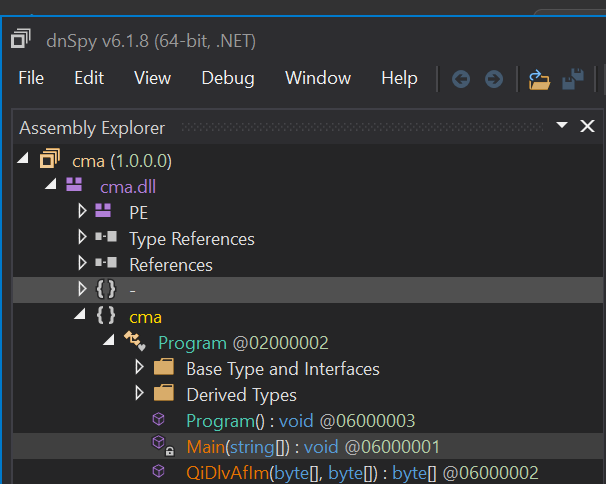 dnSpy v6.1.8 (64-bit, .NET)
File Edit View Debug Window Help
Assembly Explorer
cma (1.0.0.0)
cma.dll
PE
Type References
References
{ } -
{ } cma
Program @02000002
Base Type and Interfaces
Derived Types
Program() : void @06000003
Main(string[]) : void @06000001
QiDlvAfIm(byte[], byte[]) : byte[] @06000002